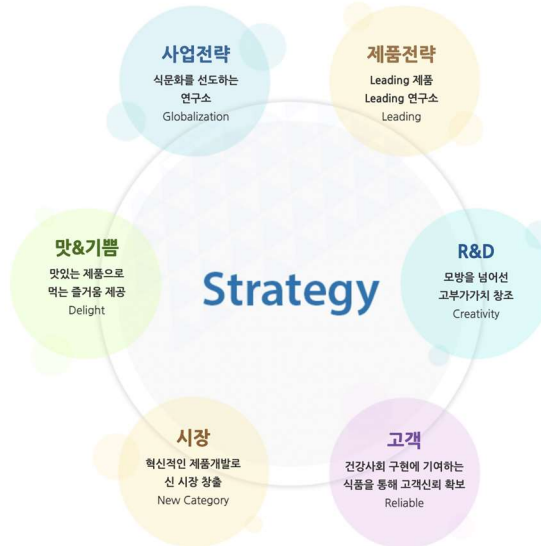 사업전략
식문화를 선도하는
연구소
Globalization
제품전략
Leading 제품
Leading 연구소
Leading
맛&기쁨
맛있는 제품으로
먹는 즐거움 제공
Delight
Strategy
R&D
모방을 넘어선
고부가가치 창조
Creativity
시장
혁신적인 제품개발로
신 시장 창출
New Category
고객
건강사회 구현에 기여하는
식품을 통해 고객신뢰 확보
Reliable